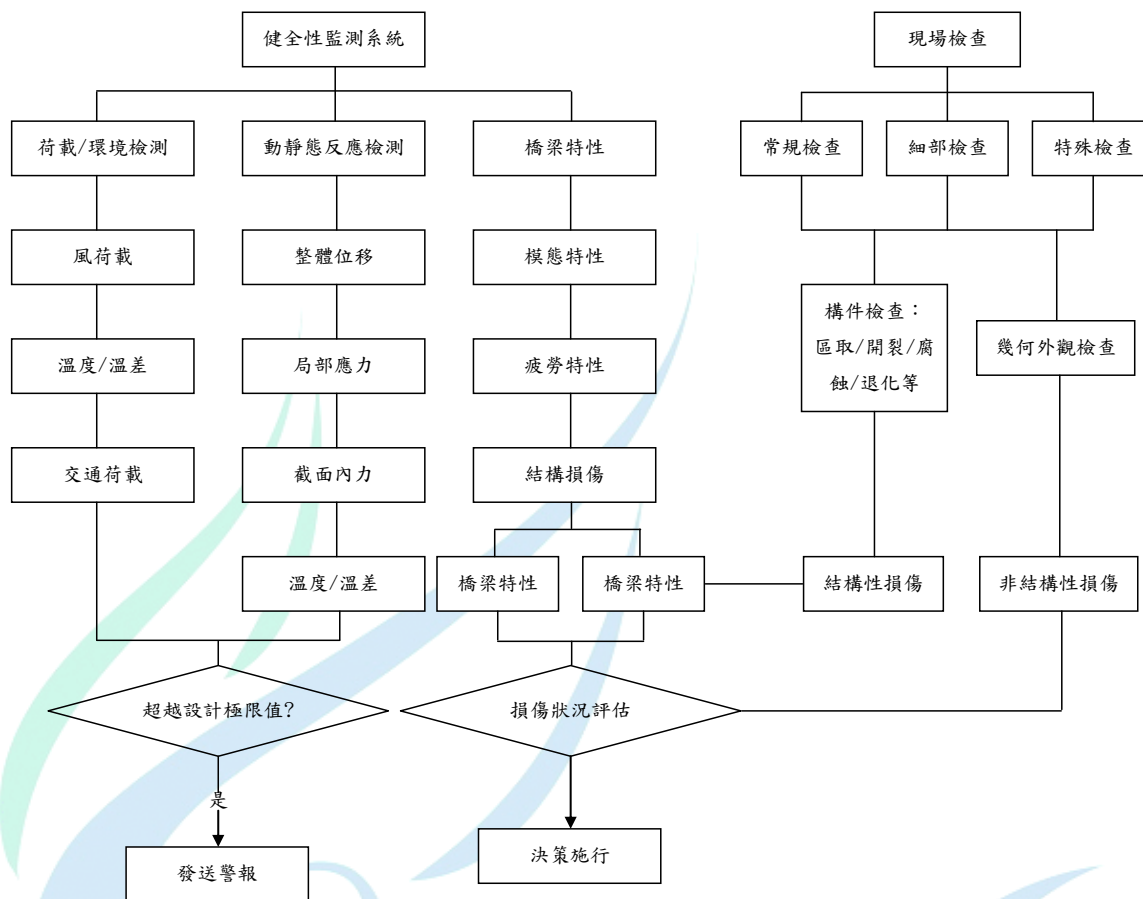 健全性監測系統
現場檢查
荷載/環境檢測
動靜態反應檢測
橋梁特性
常規檢查
細部檢查
特殊檢查
風荷載
整體位移
模態特性
構件檢查：
區取/開裂/腐
蝕/退化等
幾何外觀檢查
溫度/溫差
局部應力
疲勞特性
交通荷載
截面內力
結構損傷
溫度/溫差
橋梁特性
橋梁特性
結構性損傷
非結構性損傷
超越設計極限值?
損傷狀況評估
是
發送警報
決策施行